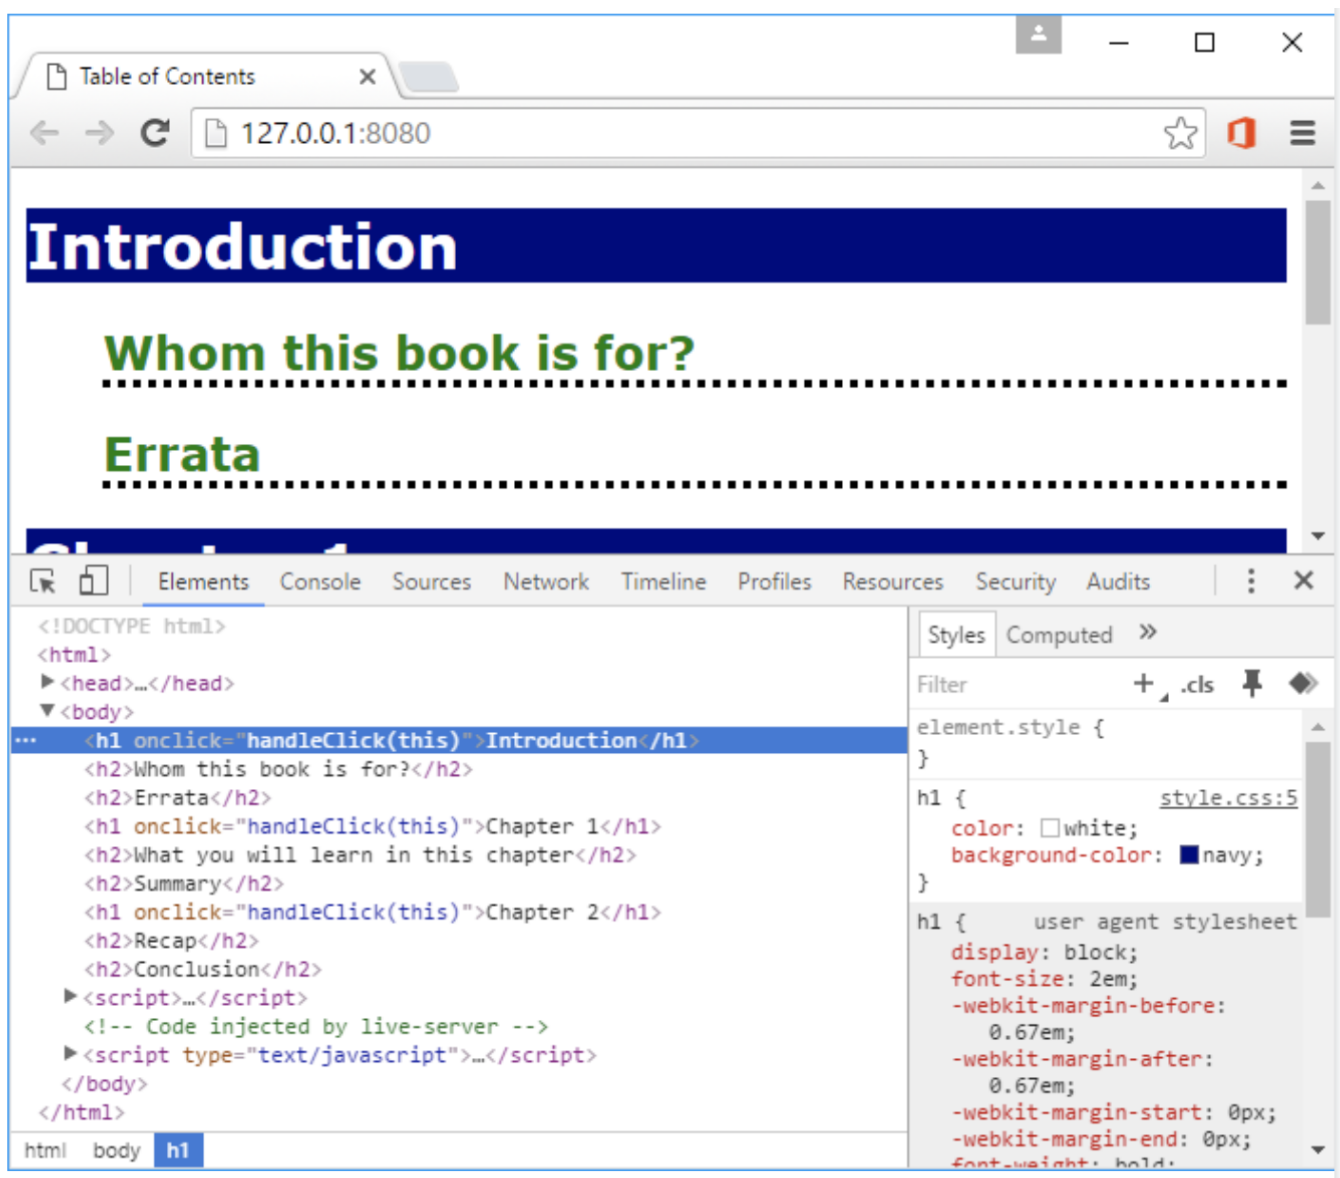 Table of Contents
127.0.0.1:8080
Introduction
Whom this book is for?
Errata
Chapter 1
Elements Console Sources Network Timeline Profiles Resources Security Audits
<!DOCTYPE html>
<html>
<head>…</head>
<body>
<h1 onclick="handleClick(this)">Introduction</h1>
<h2>Whom this book is for?</h2>
<h2>Errata</h2>
<h1 onclick="handleClick(this)">Chapter 1</h1>
<h2>What you will learn in this chapter</h2>
<h2>Summary</h2>
<h1 onclick="handleClick(this)">Chapter 2</h1>
<h2>Recap</h2>
<h2>Conclusion</h2>
<script>…</script>
<!-- Code injected by live-server -->
<script type="text/javascript">…</script>
</body>
</html>
html body h1
Styles Computed »
Filter + .cls
element.style {
}
h1 { style.css:5
color: white;
background-color: navy;
}
h1 { user agent stylesheet
display: block;
font-size: 2em;
-webkit-margin-before:
0.67em;
-webkit-margin-after:
0.67em;
-webkit-margin-start: 0px;
-webkit-margin-end: 0px;
font-weight: bold;